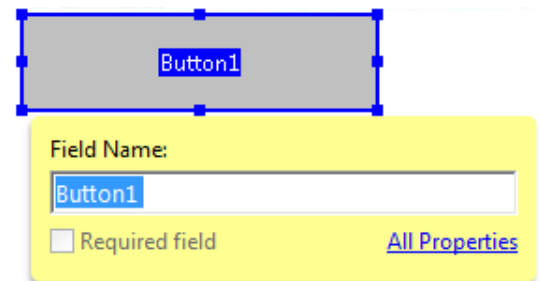 Button1
Field Name:
Button1
Required field
All Properties